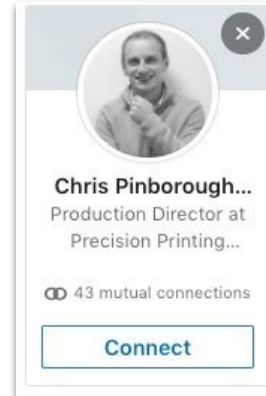 Chris Pinborough...
Production Director at
Precision Printing...
43 mutual connections
Connect